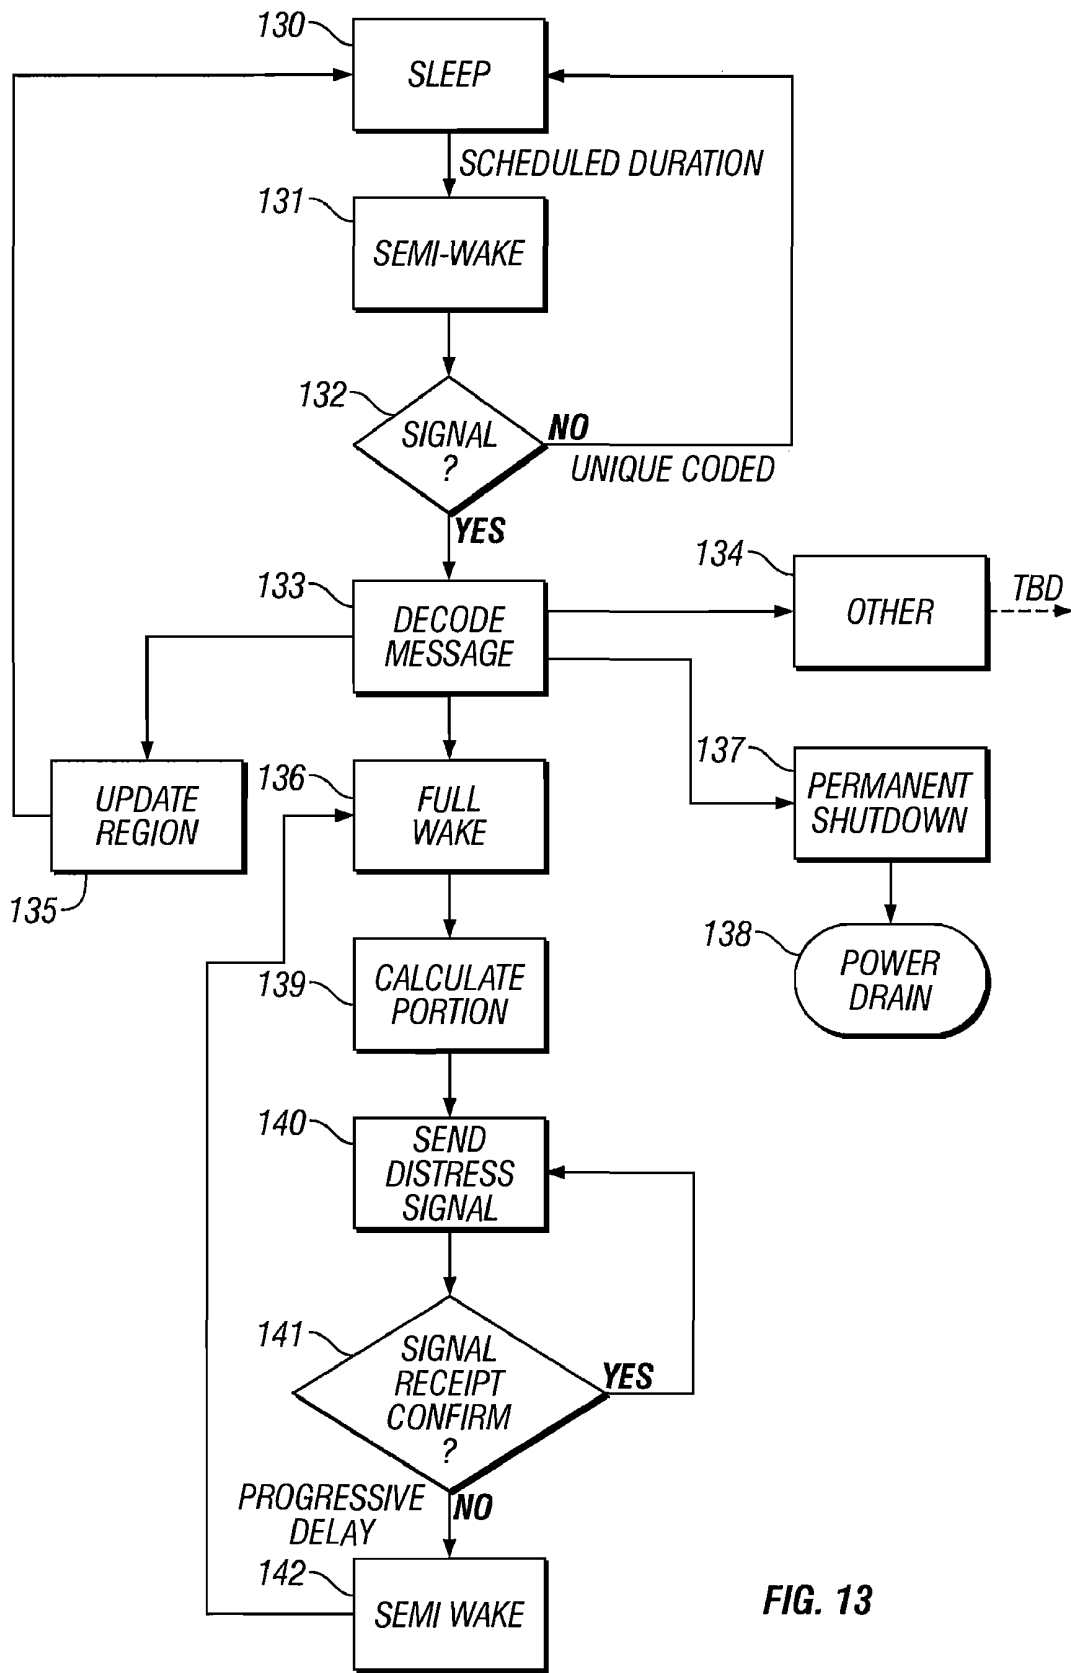 130
SLEEP
SCHEDULED DURATION
131
SEMI-WAKE
132
SIGNAL
?
NO
UNIQUE CODED
YES
133
DECODE
MESSAGE
134
OTHER
TBD
135
UPDATE
REGION
136
FULL
WAKE
137
PERMANENT
SHUTDOWN
138
POWER
DRAIN
139
CALCULATE
PORTION
140
SEND
DISTRESS
SIGNAL
141
SIGNAL
RECEIPT
CONFIRM
?
YES
PROGRESSIVE
DELAY
NO
142
SEMI WAKE
FIG. 13